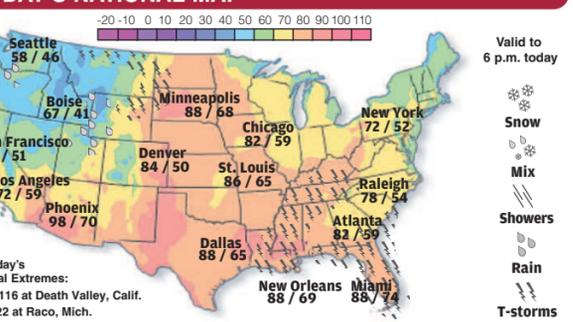 DAY'S NATIONAL MAP
-20 -10 0 10 20 30 40 50 60 70 80 90 100 110
Valid to
6 p.m. today
Seattle
58 / 46
Boise
67 / 41
Minneapolis
88 / 68
New York
72 / 52
Snow
Chicago
82 / 59
n Francisco
/ 51
Denver
84 / 50
St. Louis
86 / 65
Mix
os Angeles
72 / 59
Raleigh
78 / 54
Phoenix
98 / 70
Atlanta
82 / 59
Showers
Dallas
88 / 65
Rain
New Orleans
88 / 69
Miami
88 / 74
T-storms
day's
al Extremes:
116 at Death Valley, Calif.
22 at Raco, Mich.